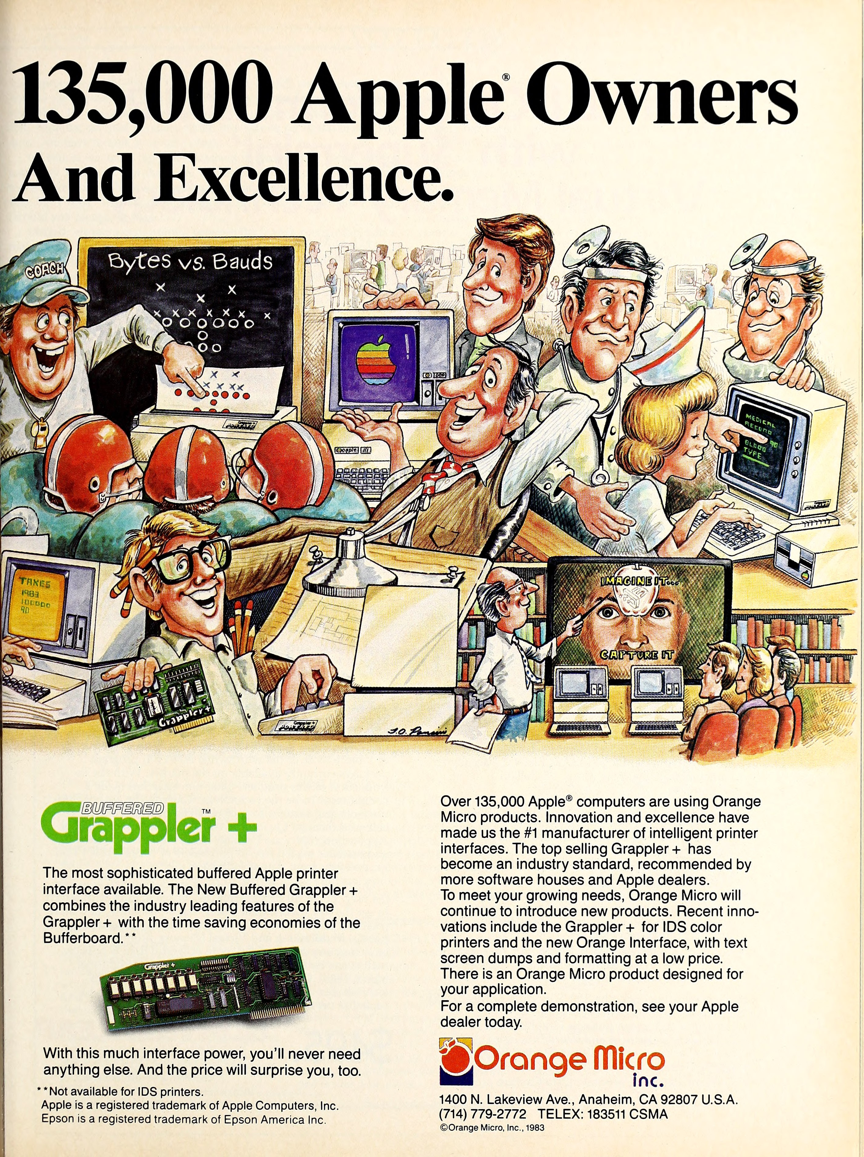 135,000 Apple® Owners
And Excellence.
COACH
Bytes vs. Bauds
MEDICAL
RECORD
BLOOD
TYPE
TAXES
1983
Grappler+
IMAGINE IT...
CAPTURE IT
BUFFERED
Grappler +™
The most sophisticated buffered Apple printer
interface available. The New Buffered Grappler +
combines the industry leading features of the
Grappler + with the time saving economies of the
Bufferboard.**
Grappler +
With this much interface power, you'll never need
anything else. And the price will surprise you, too.
**Not available for IDS printers.
Apple is a registered trademark of Apple Computers, Inc.
Epson is a registered trademark of Epson America Inc.
Over 135,000 Apple® computers are using Orange
Micro products. Innovation and excellence have
made us the #1 manufacturer of intelligent printer
interfaces. The top selling Grappler + has
become an industry standard, recommended by
more software houses and Apple dealers.
To meet your growing needs, Orange Micro will
continue to introduce new products. Recent inno-
vations include the Grappler + for IDS color
printers and the new Orange Interface, with text
screen dumps and formatting at a low price.
There is an Orange Micro product designed for
your application.
For a complete demonstration, see your Apple
dealer today.
Orange Micro
inc.
1400 N. Lakeview Ave., Anaheim, CA 92807 U.S.A.
(714) 779-2772 TELEX: 183511 CSMA
©Orange Micro, Inc., 1983